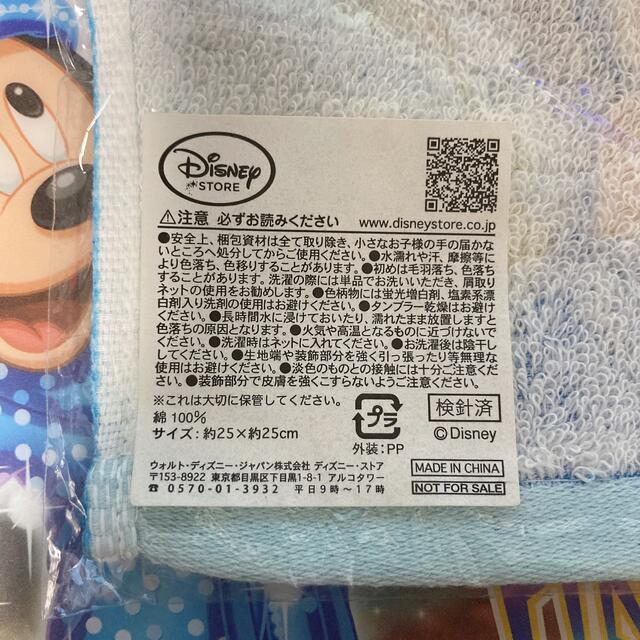 Disney
STORE
⚠注意 必ずお読みください
www.disneystore.co.jp
●安全上、梱包資材は全て取り除き、小さなお子様の手の届かな
いところへ処分してからご使用ください。●水濡れや汗、摩擦等に
より色落ち、色移りすることがあります。●初めは毛羽落ち、色落ち
することがあります。洗濯の際には単品でお洗いいただき、屑取り
ネットの使用をお勧めします。●色柄物には蛍光増白剤、塩素系漂
白剤入り洗剤の使用はお避けください。●タンブラー乾燥はお避け
ください。●長時間水に浸けておいたり、濡れたまま放置しますと
色落ちの原因となります。●火気や高温となるものに近づけないで
ください。●洗濯時はネットに入れてください。●お洗濯後は陰干し
してください。●生地端や装飾部分を強く引っ張ったり等無理な
使用はお避けください。●淡色のものとの接触には十分ご注意くださ
い。●装飾部分で皮膚を強くこすらないようご注意ください。
※これは大切に保管してください。
綿 100%
サイズ：約25×約25cm
プラ
外装：PP
検針済
©Disney
ウォルト・ディズニー・ジャパン株式会社 ディズニー・ストア
〒153-8922 東京都目黒区下目黒1-8-1 アルコタワー
☎ 0570-01-3932 平日9時～17時
MADE IN CHINA
NOT FOR SALE